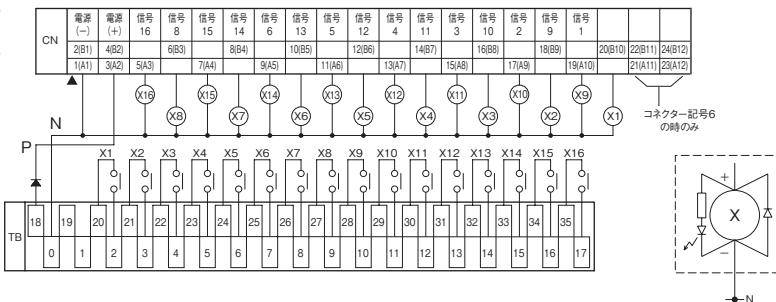 CN
電源 電源 信号 信号 信号 信号 信号 信号 信号 信号 信号 信号 信号 信号 信号 信号 信号 信号
(−) (+) 16 8 15 14 6 13 5 12 4 11 3 10 2 9 1
2(B1) 4(B2) 6(B3) 8(B4) 10(B5) 12(B6) 14(B7) 16(B8) 18(B9) 20(B10) 22(B11) 24(B12)
1(A1) 3(A2) 5(A3) 7(A4) 9(A5) 11(A6) 13(A7) 15(A8) 17(A9) 19(A10) 21(A11) 23(A12)
X16 X15 X14 X13 X12 X11 X10 X9
X8 X7 X6 X5 X4 X3 X2 X1
コネクター記号6
の時のみ
N
P
X1 X2 X3 X4 X5 X6 X7 X8 X9 X10 X11 X12 X13 X14 X15 X16
TB
18 19 20 21 22 23 24 25 26 27 28 29 30 31 32 33 34 35
0 1 2 3 4 5 6 7 8 9 10 11 12 13 14 15 16 17
+
X
−
N